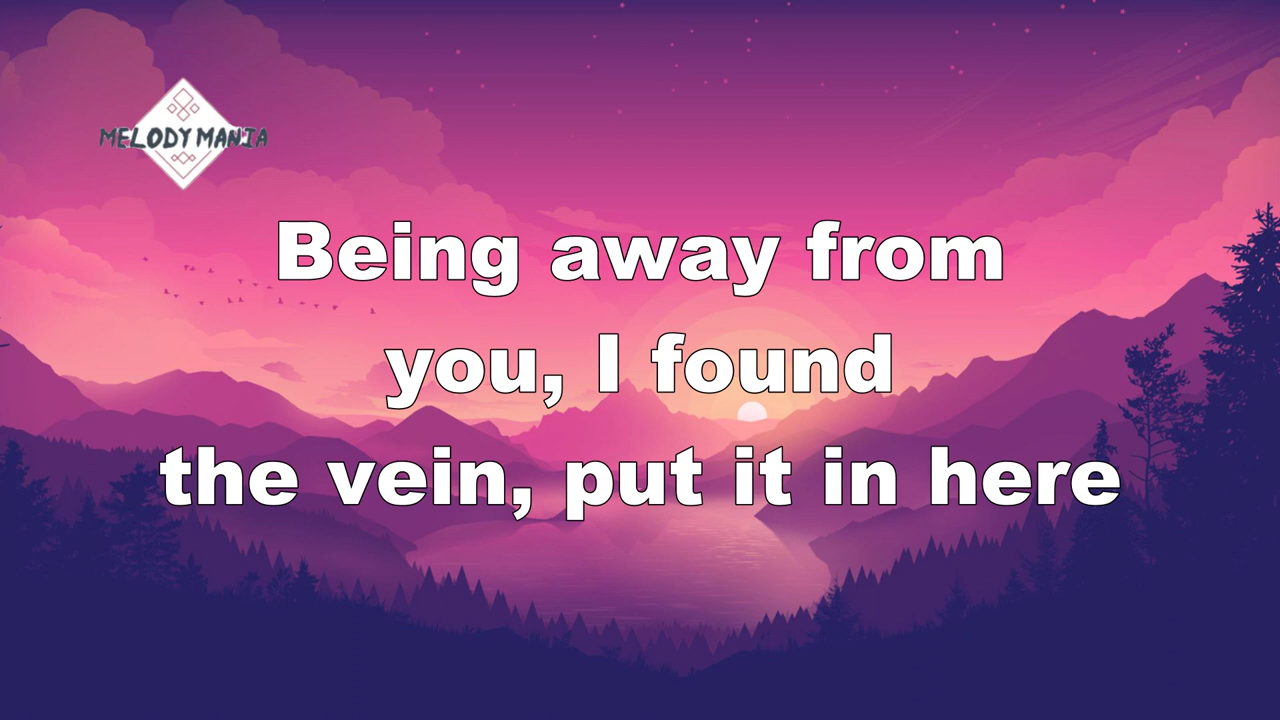 MELODY MANIA
Being away from
you, I found
the vein, put it in here